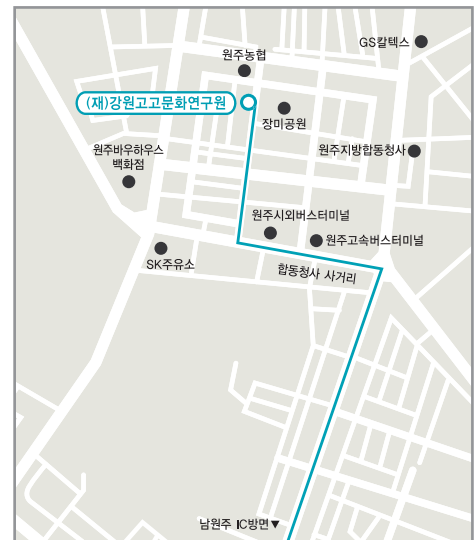 GS칼텍스
원주농협
(재)강원고고문화연구원
장미공원
원주바우하우스
백화점
원주지방합동청사
원주시외버스터미널
원주고속버스터미널
SK주유소
합동청사 사거리
남원주 IC방면▼